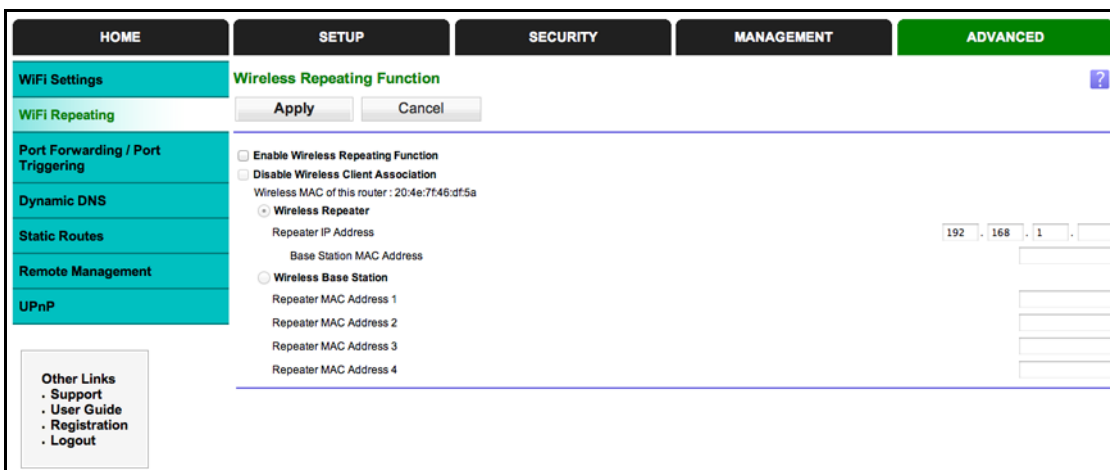 HOME
SETUP
SECURITY
MANAGEMENT
ADVANCED
WiFi Settings
WiFi Repeating
Port Forwarding / Port
Triggering
Dynamic DNS
Static Routes
Remote Management
UPnP
Other Links
. Support
. User Guide
. Registration
. Logout
Wireless Repeating Function
?
Apply
Cancel
Enable Wireless Repeating Function
Disable Wireless Client Association
Wireless MAC of this router : 20:4e:7f:46:df:5a
Wireless Repeater
Repeater IP Address
192 . 168 . 1 .
Base Station MAC Address
Wireless Base Station
Repeater MAC Address 1
Repeater MAC Address 2
Repeater MAC Address 3
Repeater MAC Address 4